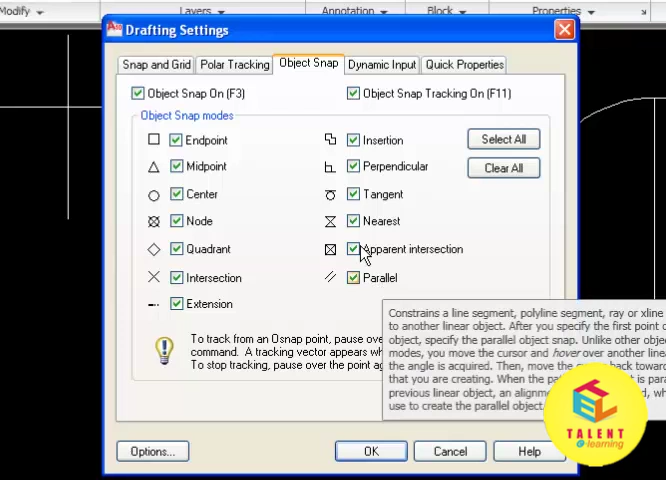 Modify
Layers
Annotation
Block
Properties
Drafting Settings
Snap and Grid
Polar Tracking
Object Snap
Dynamic Input
Quick Properties
Object Snap On (F3)
Object Snap Tracking On (F11)
Object Snap modes
Endpoint
Insertion
Select All
Midpoint
Perpendicular
Clear All
Center
Tangent
Node
Nearest
Quadrant
Apparent intersection
Intersection
Parallel
Extension
To track from an Osnap point, pause over
command. A tracking vector appears
To stop tracking, pause over the point
Constrains a line segment, polyline segment, ray or xline
to another linear object. After you specify the first point
object, specify the parallel object snap. Unlike other
modes, you move the cursor and hover over another
the angle is acquired. Then, move the
back
that you are creating. When the
previous linear object, an
use to create the parallel object.
TALENT
e-learning
Options...
OK
Cancel
Help